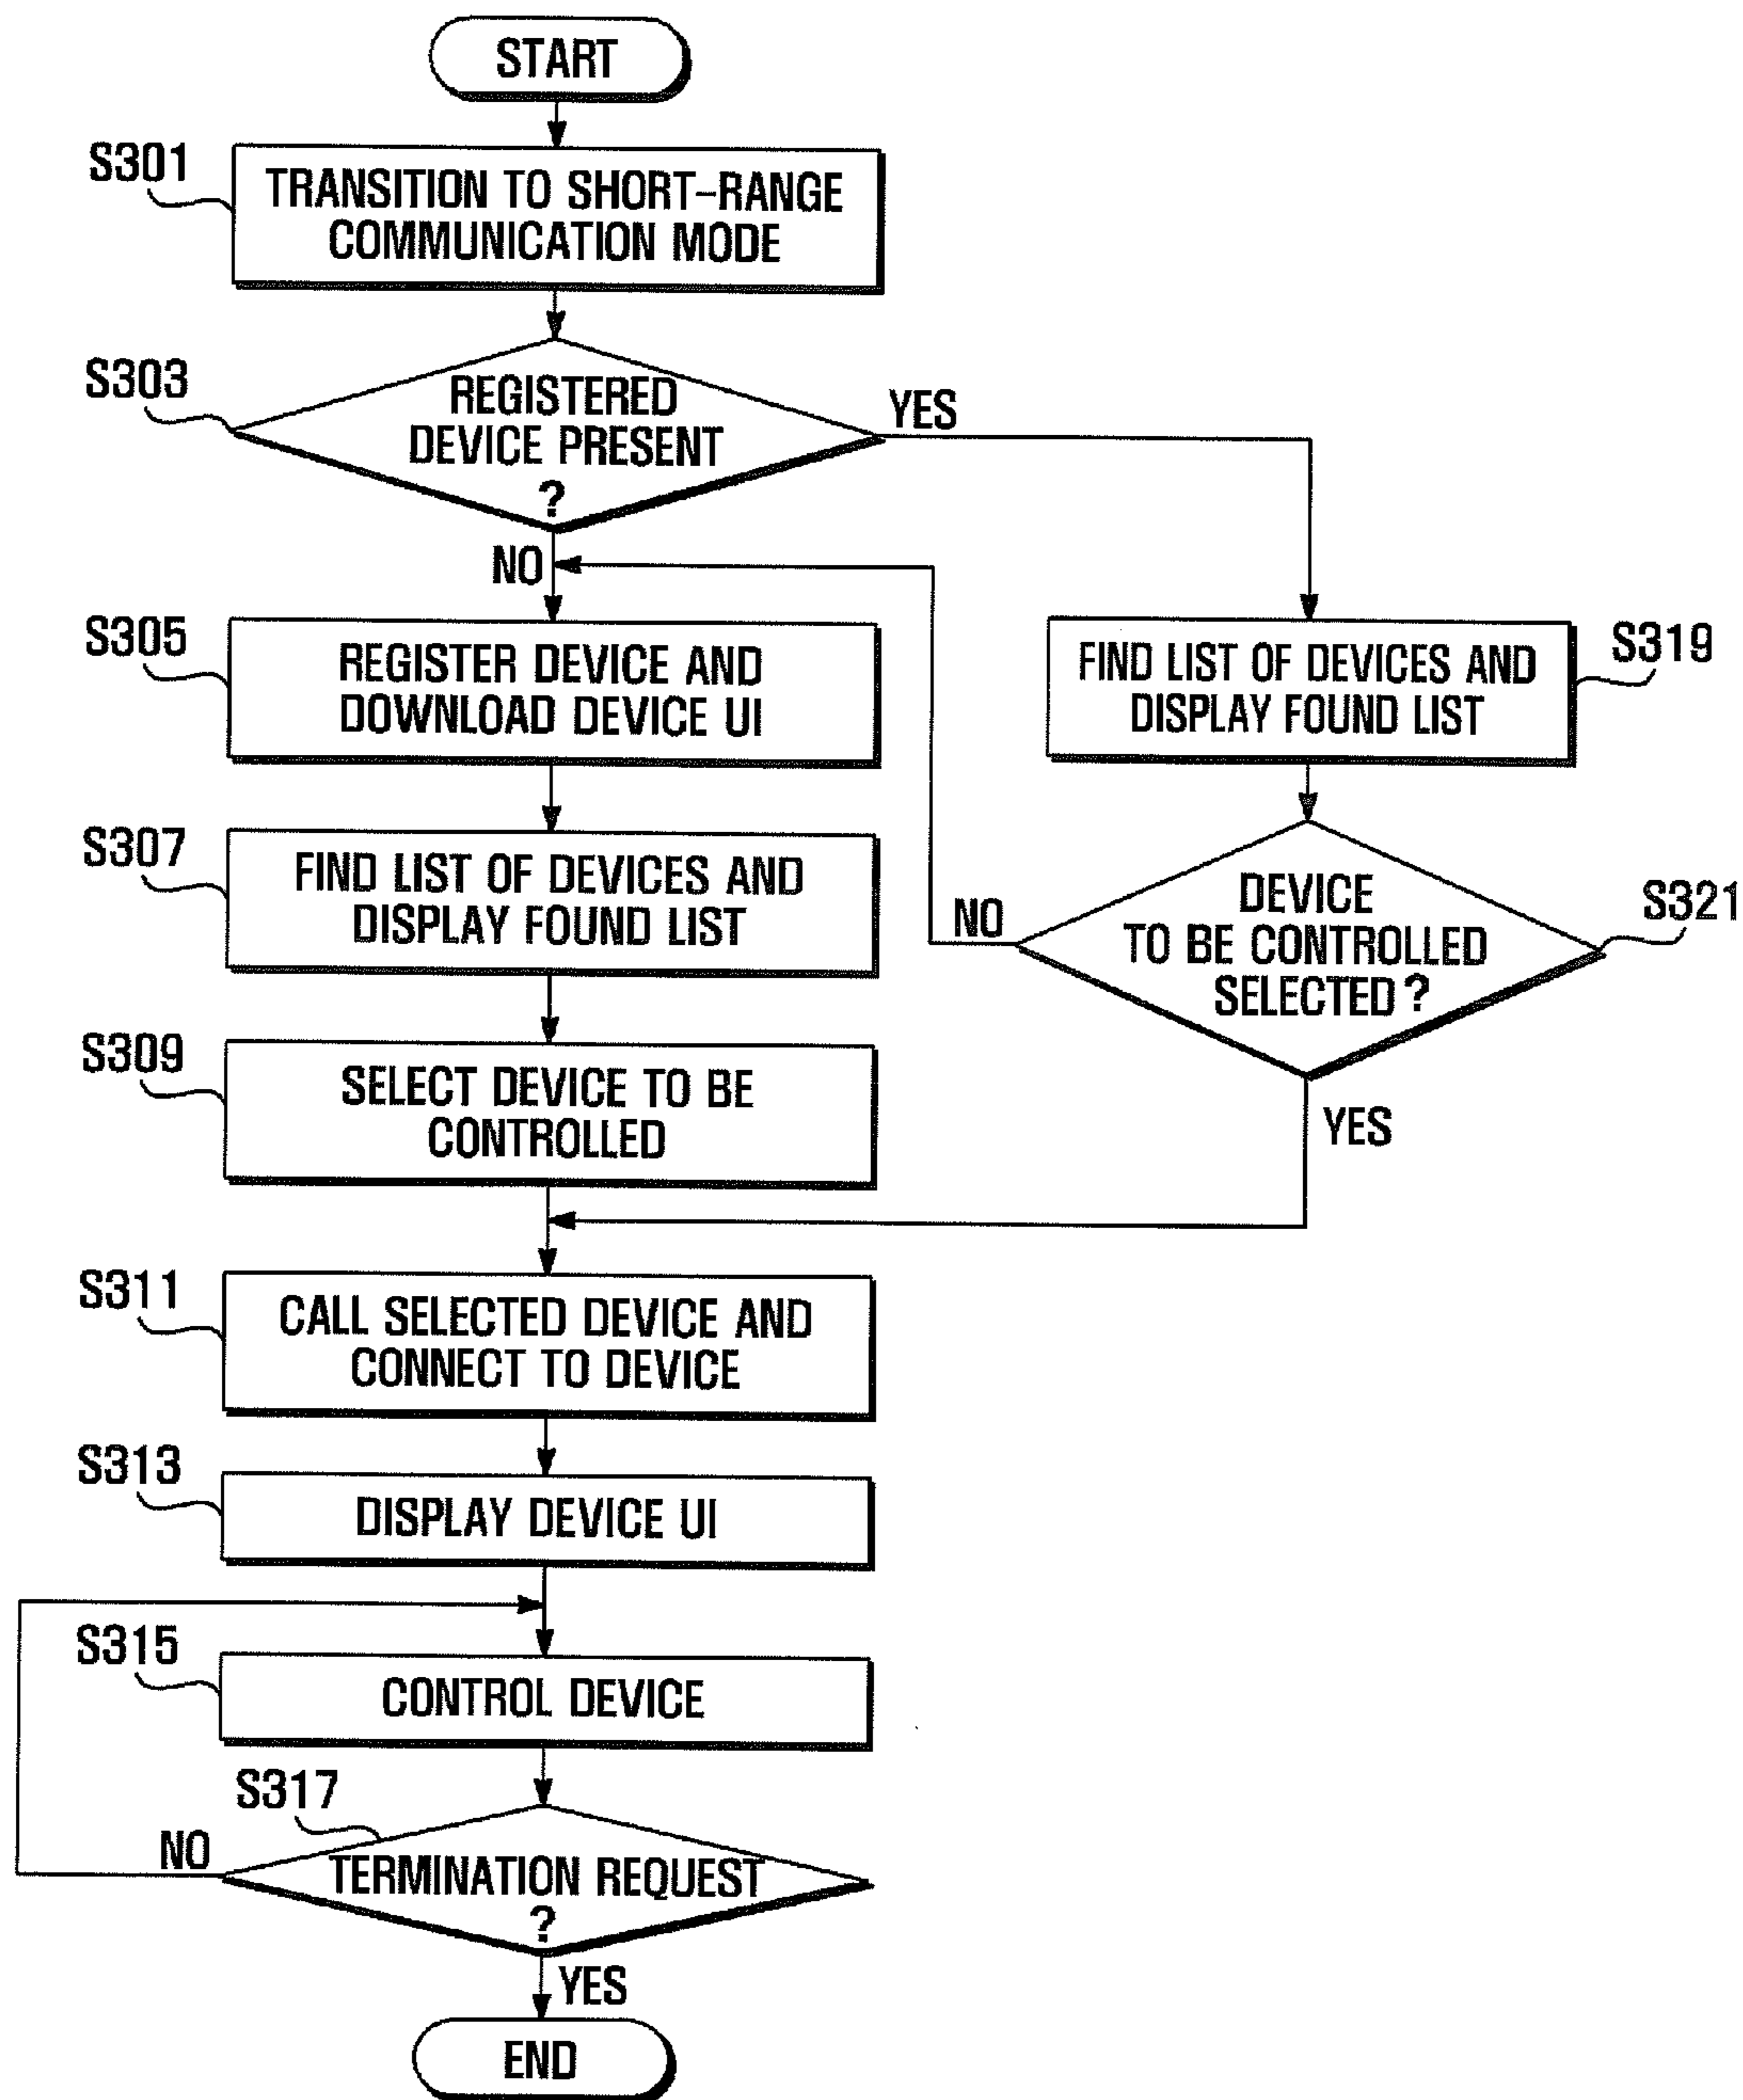 START
S301
TRANSITION TO SHORT-RANGE
COMMUNICATION MODE
S303
REGISTERED
DEVICE PRESENT
?
YES
NO
S305
REGISTER DEVICE AND
DOWNLOAD DEVICE UI
S319
FIND LIST OF DEVICES AND
DISPLAY FOUND LIST
S307
FIND LIST OF DEVICES AND
DISPLAY FOUND LIST
S321
DEVICE
TO BE CONTROLLED
SELECTED ?
NO
YES
S309
SELECT DEVICE TO BE
CONTROLLED
S311
CALL SELECTED DEVICE AND
CONNECT TO DEVICE
S313
DISPLAY DEVICE UI
S315
CONTROL DEVICE
S317
NO
TERMINATION REQUEST
?
YES
END